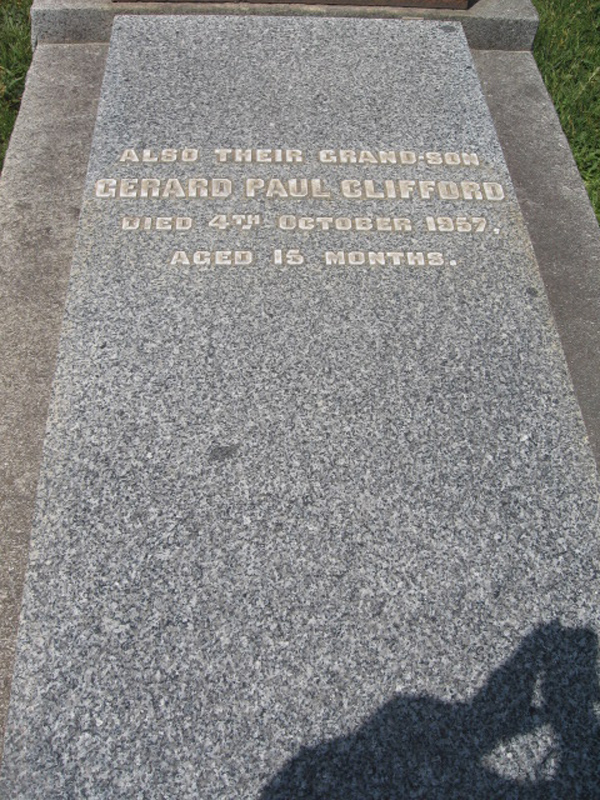 ALSO THEIR GRAND-SON.
GERARD PAUL CLIFFORD
DIED 4TH OCTOBER 1957,
AGED 15 MONTHS.